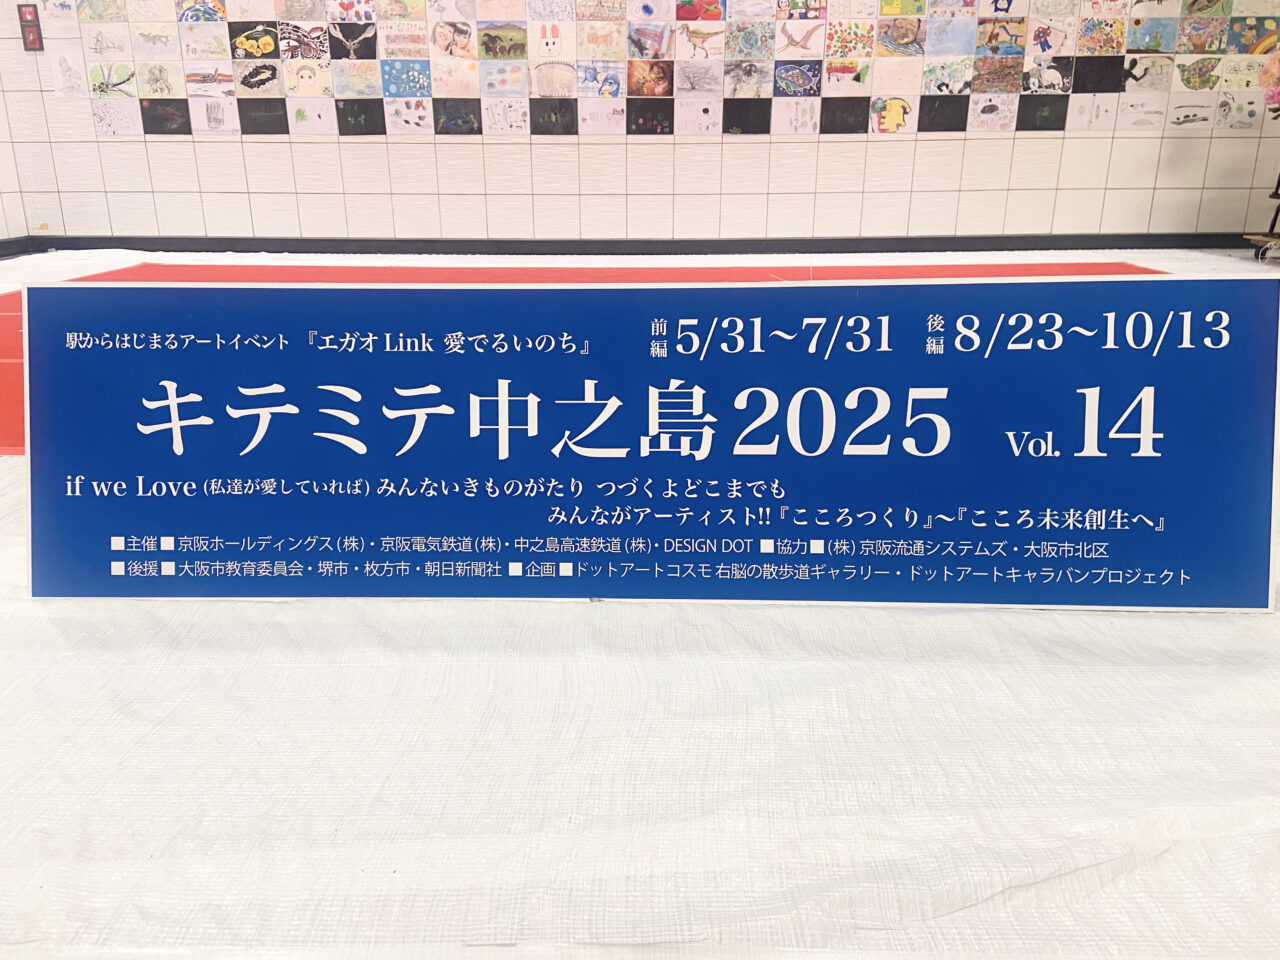 駅からはじまるアートイベント 『エガオ Link 愛でるいのち』 前編 5/31〜7/31 後編 8/23〜10/13
キテミテ中之島2025 Vol. 14
if we Love (私達が愛していれば) みんないきものがたり つづくよどこまでも
みんながアーティスト!!『こころつくり』〜『こころ未来創生へ』
■主催■ 京阪ホールディングス(株)・京阪電気鉄道(株)・中之島高速鉄道(株)・DESIGN DOT ■協力■ (株)京阪流通システムズ・大阪市北区
■後援■ 大阪市教育委員会・堺市・枚方市・朝日新聞社 ■企画■ドットアートコスモ 右脳の散歩道ギャラリー・ドットアートキャラバンプロジェクト